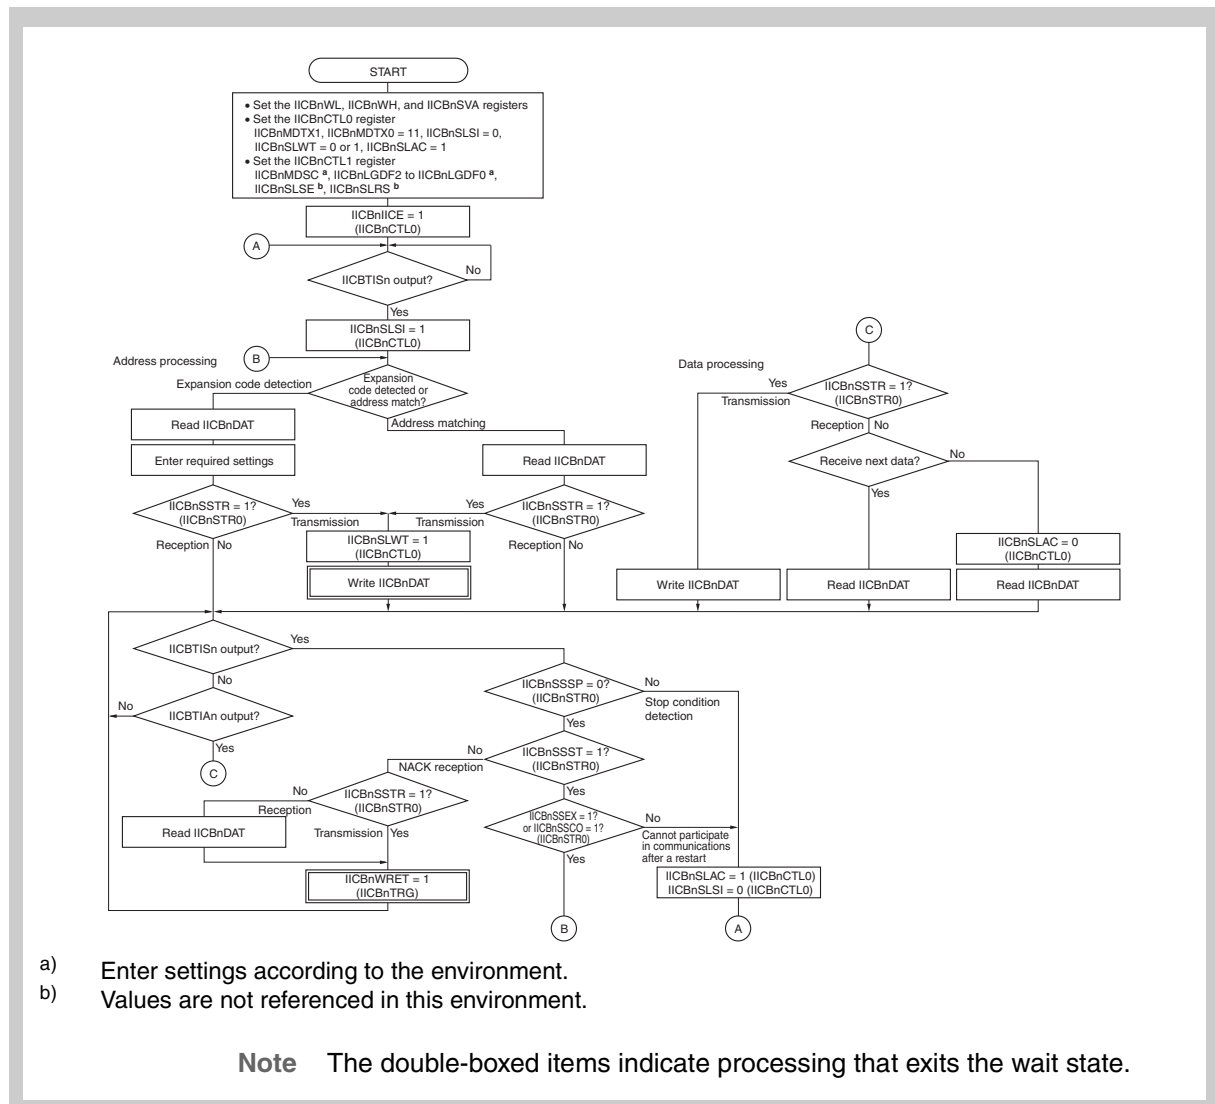 START
• Set the IICBnWL, IICBnWH, and IICBnSVA registers
• Set the IICBnCTL0 register
IICBnMDTX1, IICBnMDTX0 = 11, IICBnSLSI = 0,
IICBnSLWT = 0 or 1, IICBnSLAC = 1
• Set the IICBnCTL1 register
IICBnMDSC a, IICBnLGDF2 to IICBnLGDF0 a,
IICBnSLSE b, IICBnSLRS b
IICBnIICE = 1
(IICBnCTL0)
A
IICBTISn output?
No
Yes
IICBnSLSI = 1
(IICBnCTL0)
B
Address processing
Expansion code detection
Expansion
code detected or
address match?
Address matching
Read IICBnDAT
Enter required settings
Read IICBnDAT
IICBnSSTR = 1?
(IICBnSTR0)
Yes
Transmission
Reception
No
Yes
Transmission
IICBnSSTR = 1?
(IICBnSTR0)
Reception
No
IICBnSLWT = 1
(IICBnCTL0)
Write IICBnDAT
C
Data processing
Yes
Transmission
IICBnSSTR = 1?
(IICBnSTR0)
Reception
No
Receive next data?
No
Yes
IICBnSLAC = 0
(IICBnCTL0)
Write IICBnDAT
Read IICBnDAT
Read IICBnDAT
IICBTISn output?
Yes
No
No
IICBTIAn output?
Yes
C
IICBnSSSP = 0?
(IICBnSTR0)
No
Stop condition
detection
Yes
No
NACK reception
IICBnSSST = 1?
(IICBnSTR0)
Yes
No
Reception
IICBnSSTR = 1?
(IICBnSTR0)
Read IICBnDAT
Transmission
Yes
IICBnWRET = 1
(IICBnTRG)
IICBnSSEX = 1?
or IICBnSSCO = 1?
(IICBnSTR0)
No
Cannot participate
in communications
after a restart
Yes
IICBnSLAC = 1 (IICBnCTL0)
IICBnSLSI = 0 (IICBnCTL0)
B
A
a) Enter settings according to the environment.
b) Values are not referenced in this environment.
Note The double-boxed items indicate processing that exits the wait state.